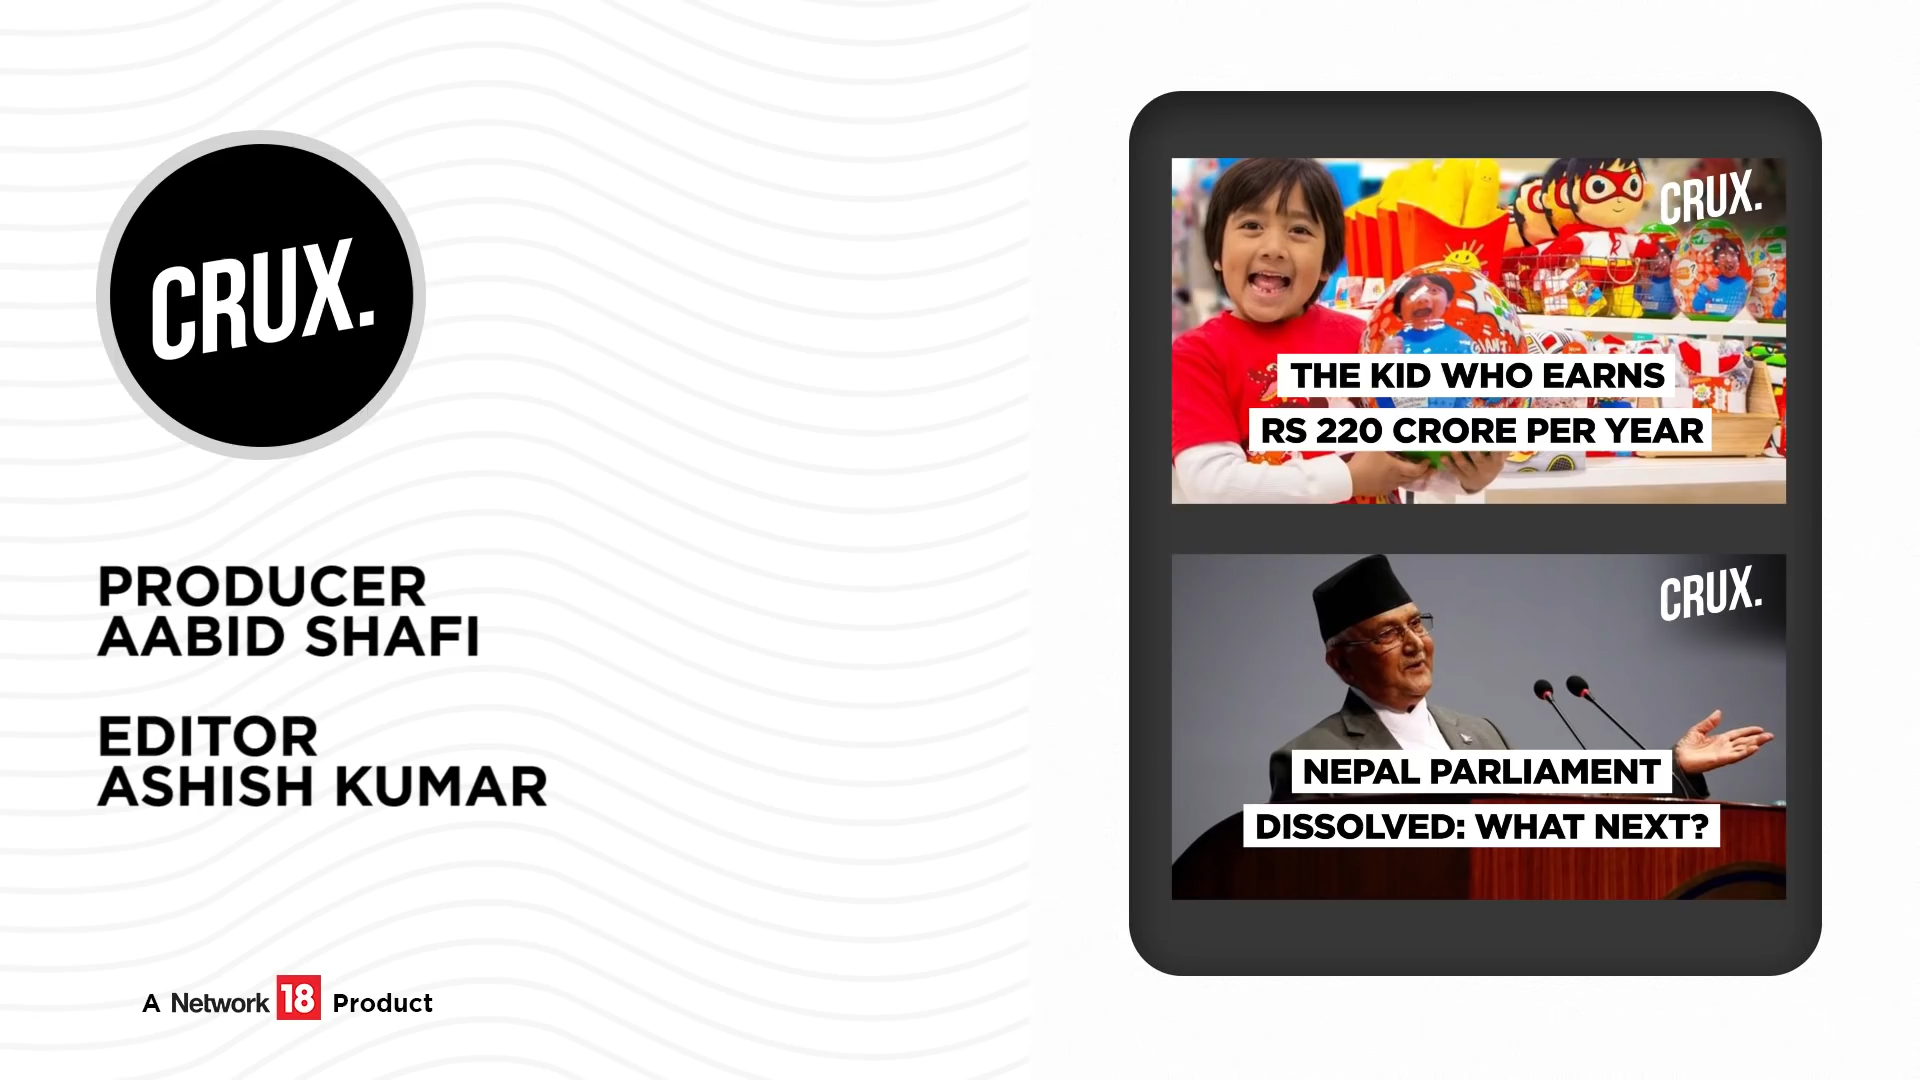 CRUX.
PRODUCER
AABID SHAFI
EDITOR
ASHISH KUMAR
A Network 18 Product
CRUX.
GIANT
THE KID WHO EARNS
RS 220 CRORE PER YEAR
CRUX.
NEPAL PARLIAMENT
DISSOLVED: WHAT NEXT?